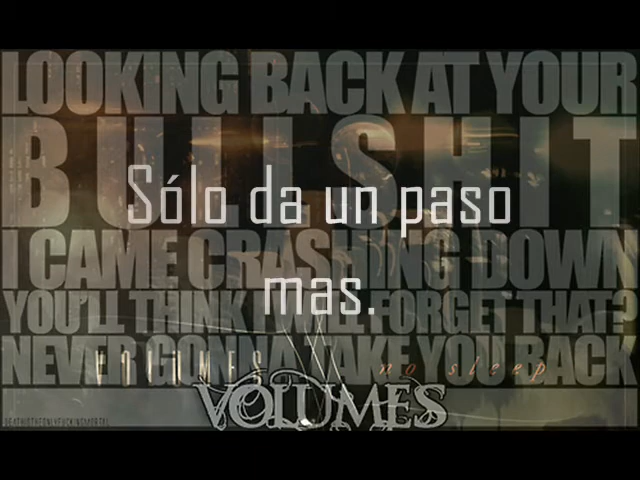 LOOKING BACK AT YOUR
BULLSHIT
Sólo da un paso
I CAME CRASHING DOWN
mas.
YOU'LL THINK I'LL FORGET THAT?
NEVER GONNA TAKE YOU BACK
VOLUMES
no sleep
VOLUMES